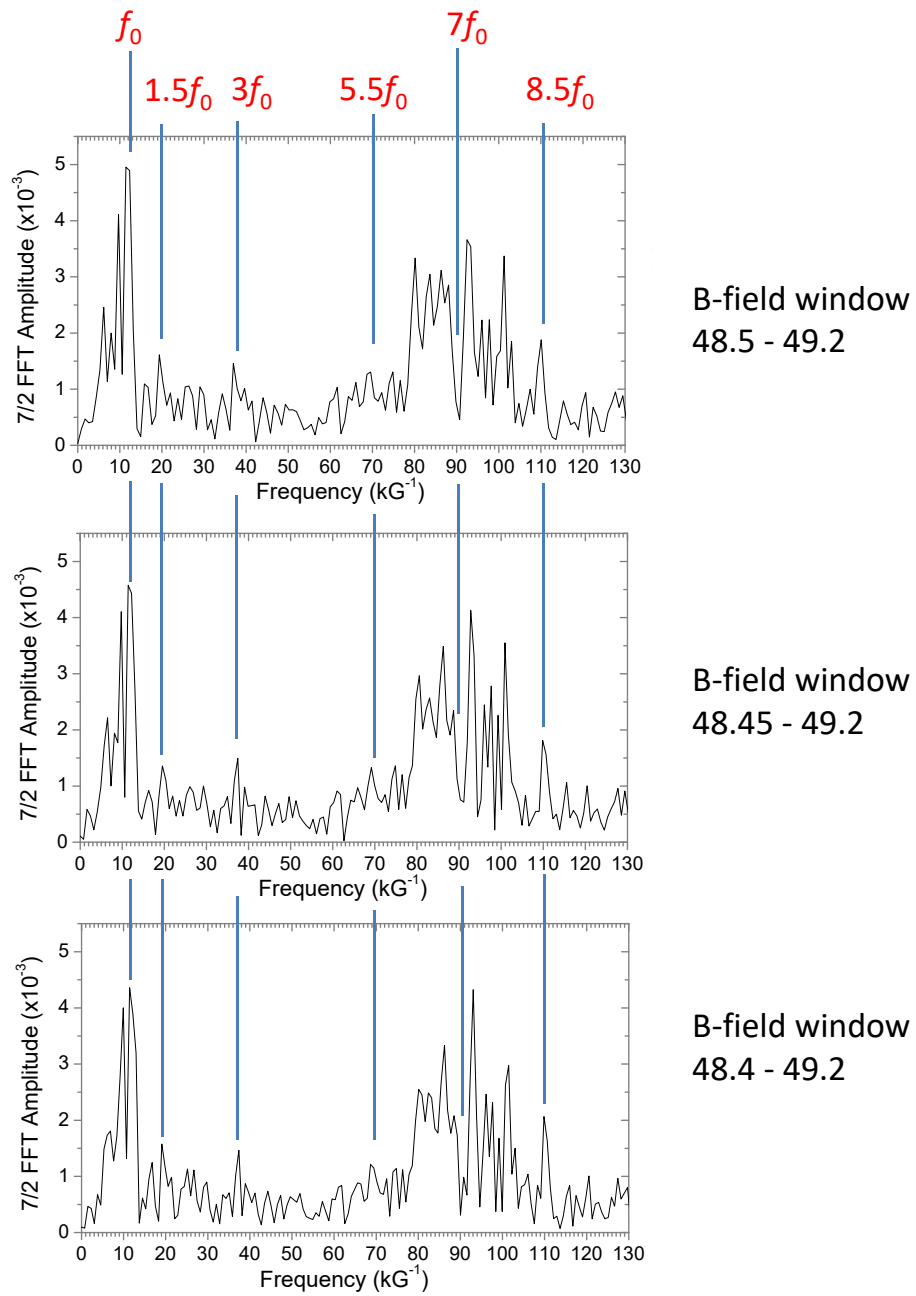 f0
7f0
1.5f0 3f0 5.5f0 8.5f0
7/2 FFT Amplitude (x10-3)
5
4
3
2
1
0
0 10 20 30 40 50 60 70 80 90 100 110 120 130
Frequency (kG-1)
B-field window
48.5 - 49.2
7/2 FFT Amplitude (x10-3)
5
4
3
2
1
0
0 10 20 30 40 50 60 70 80 90 100 110 120 130
Frequency (kG-1)
B-field window
48.45 - 49.2
7/2 FFT Amplitude (x10-3)
5
4
3
2
1
0
0 10 20 30 40 50 60 70 80 90 100 110 120 130
Frequency (kG-1)
B-field window
48.4 - 49.2